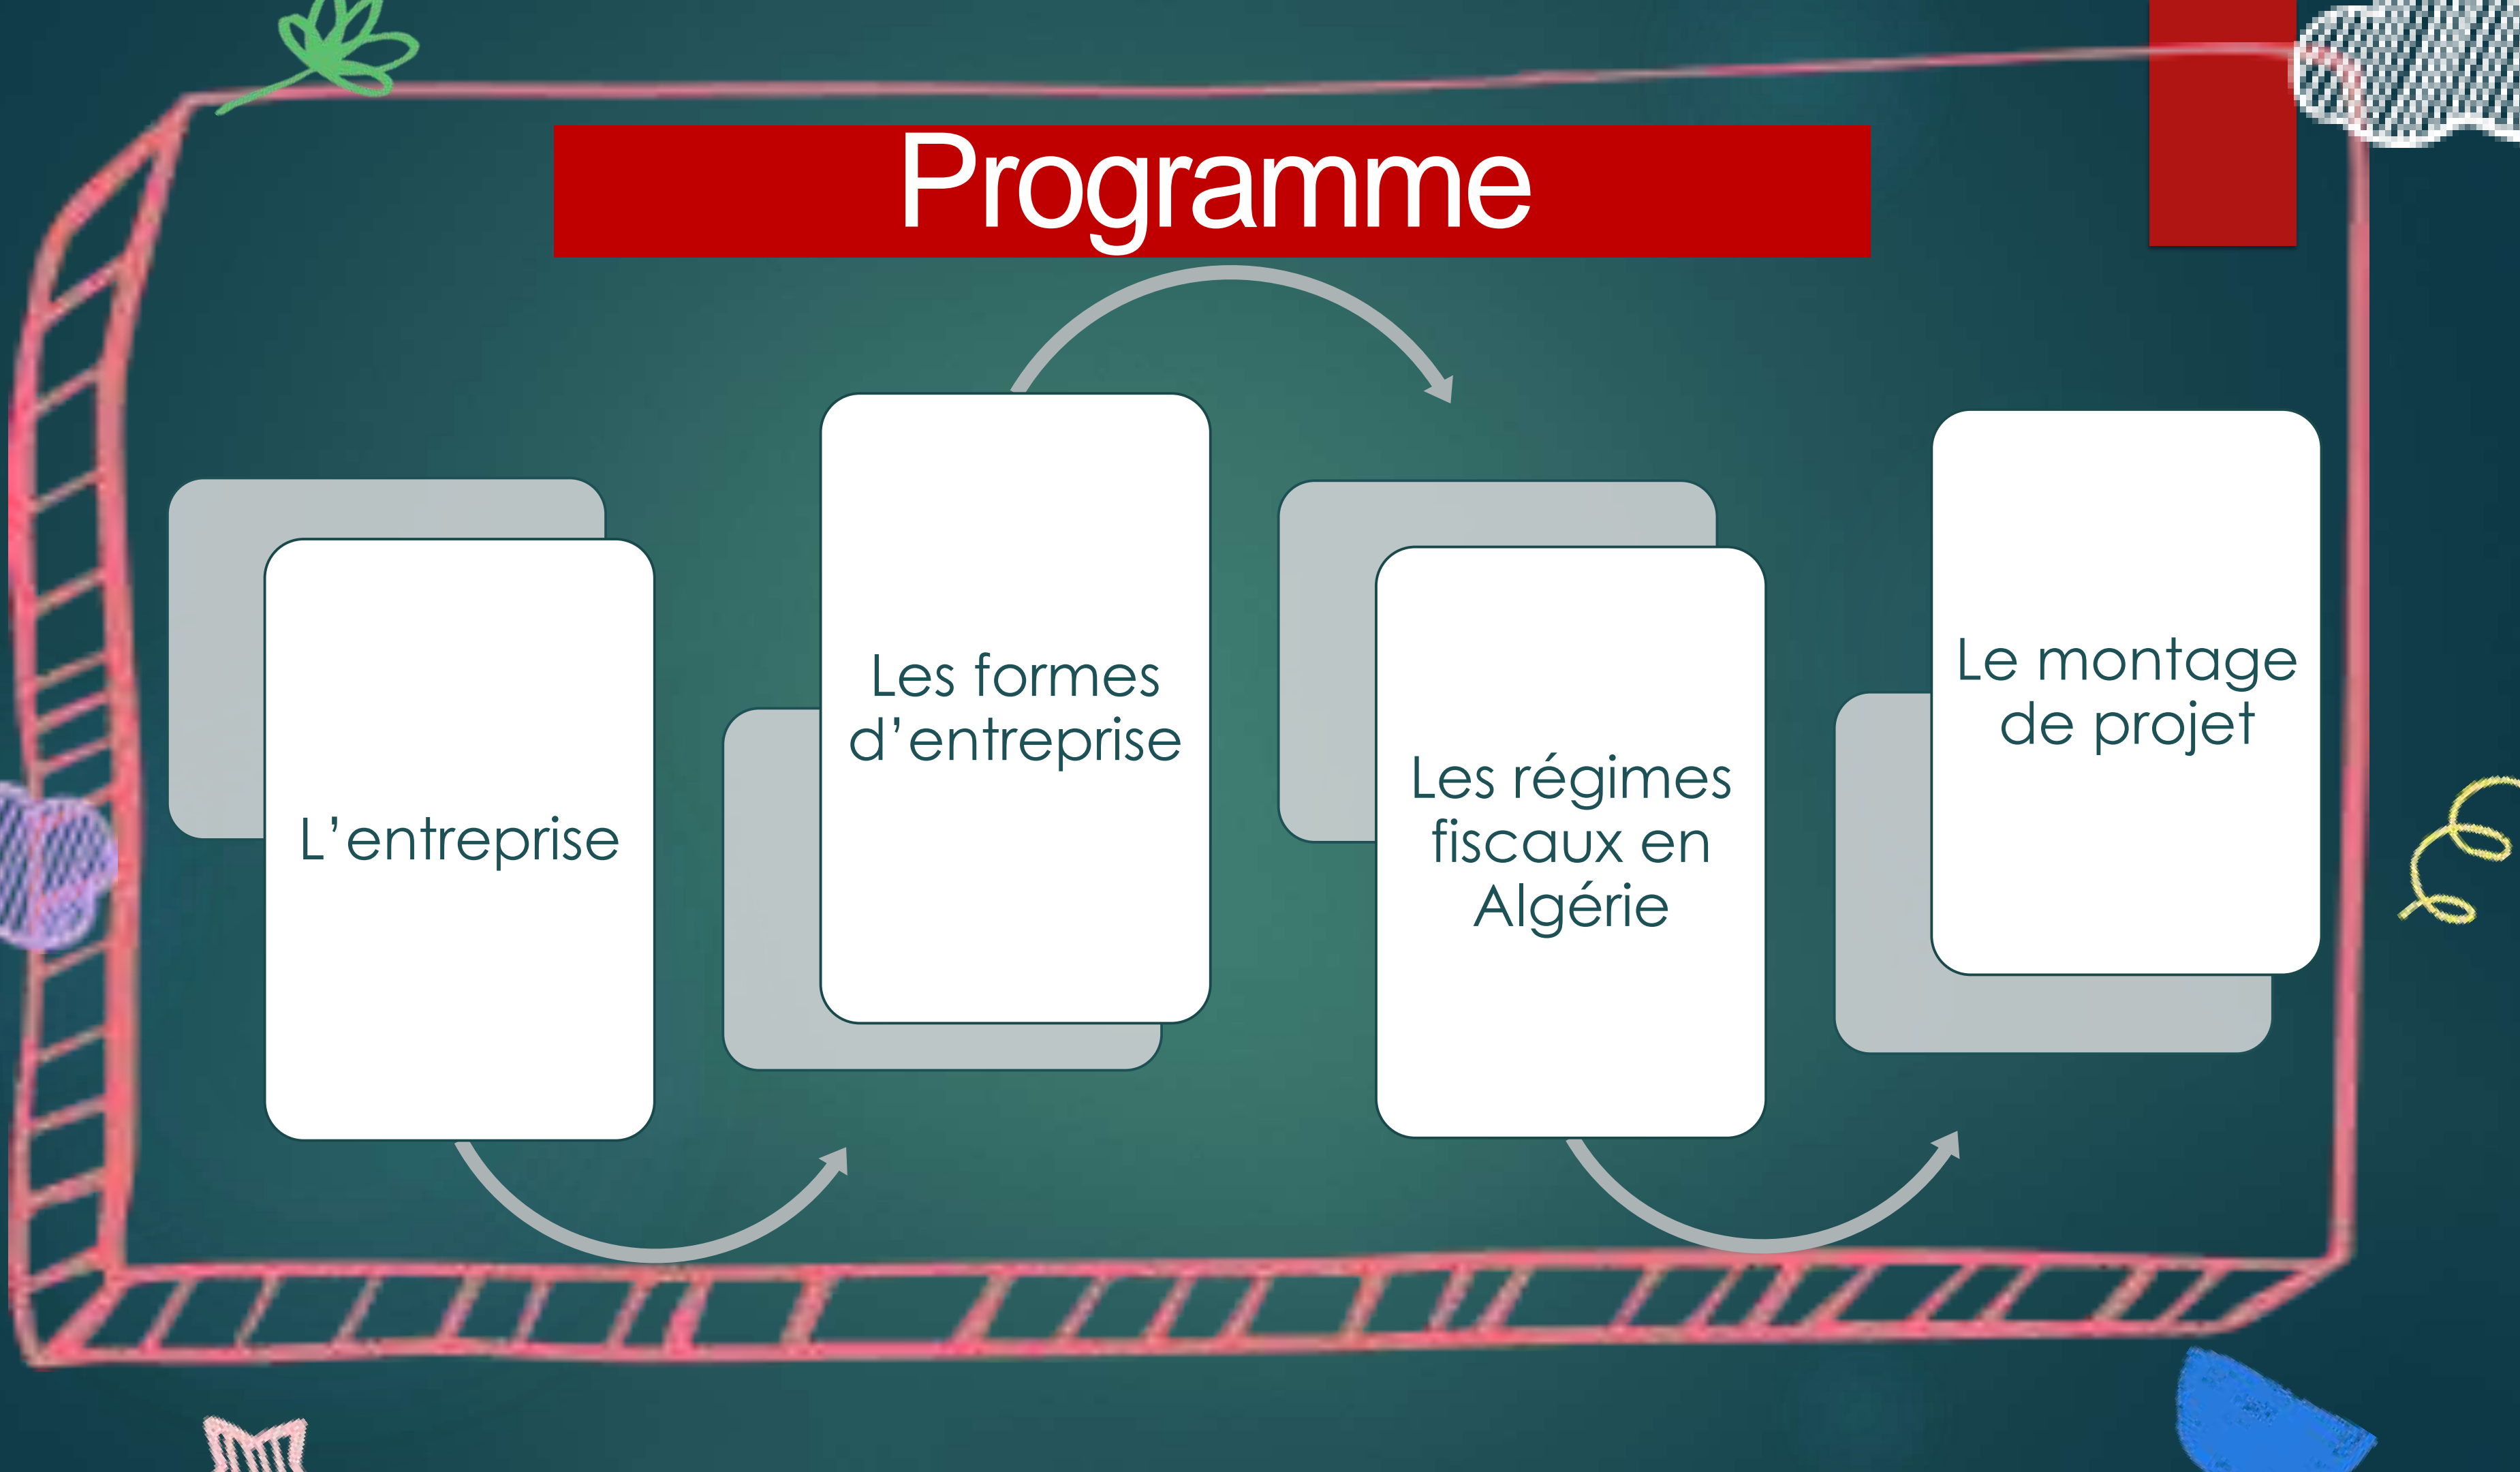 Programme
L'entreprise
Les formes
d'entreprise
Les régimes
fiscaux en
Algérie
Le montage
de projet